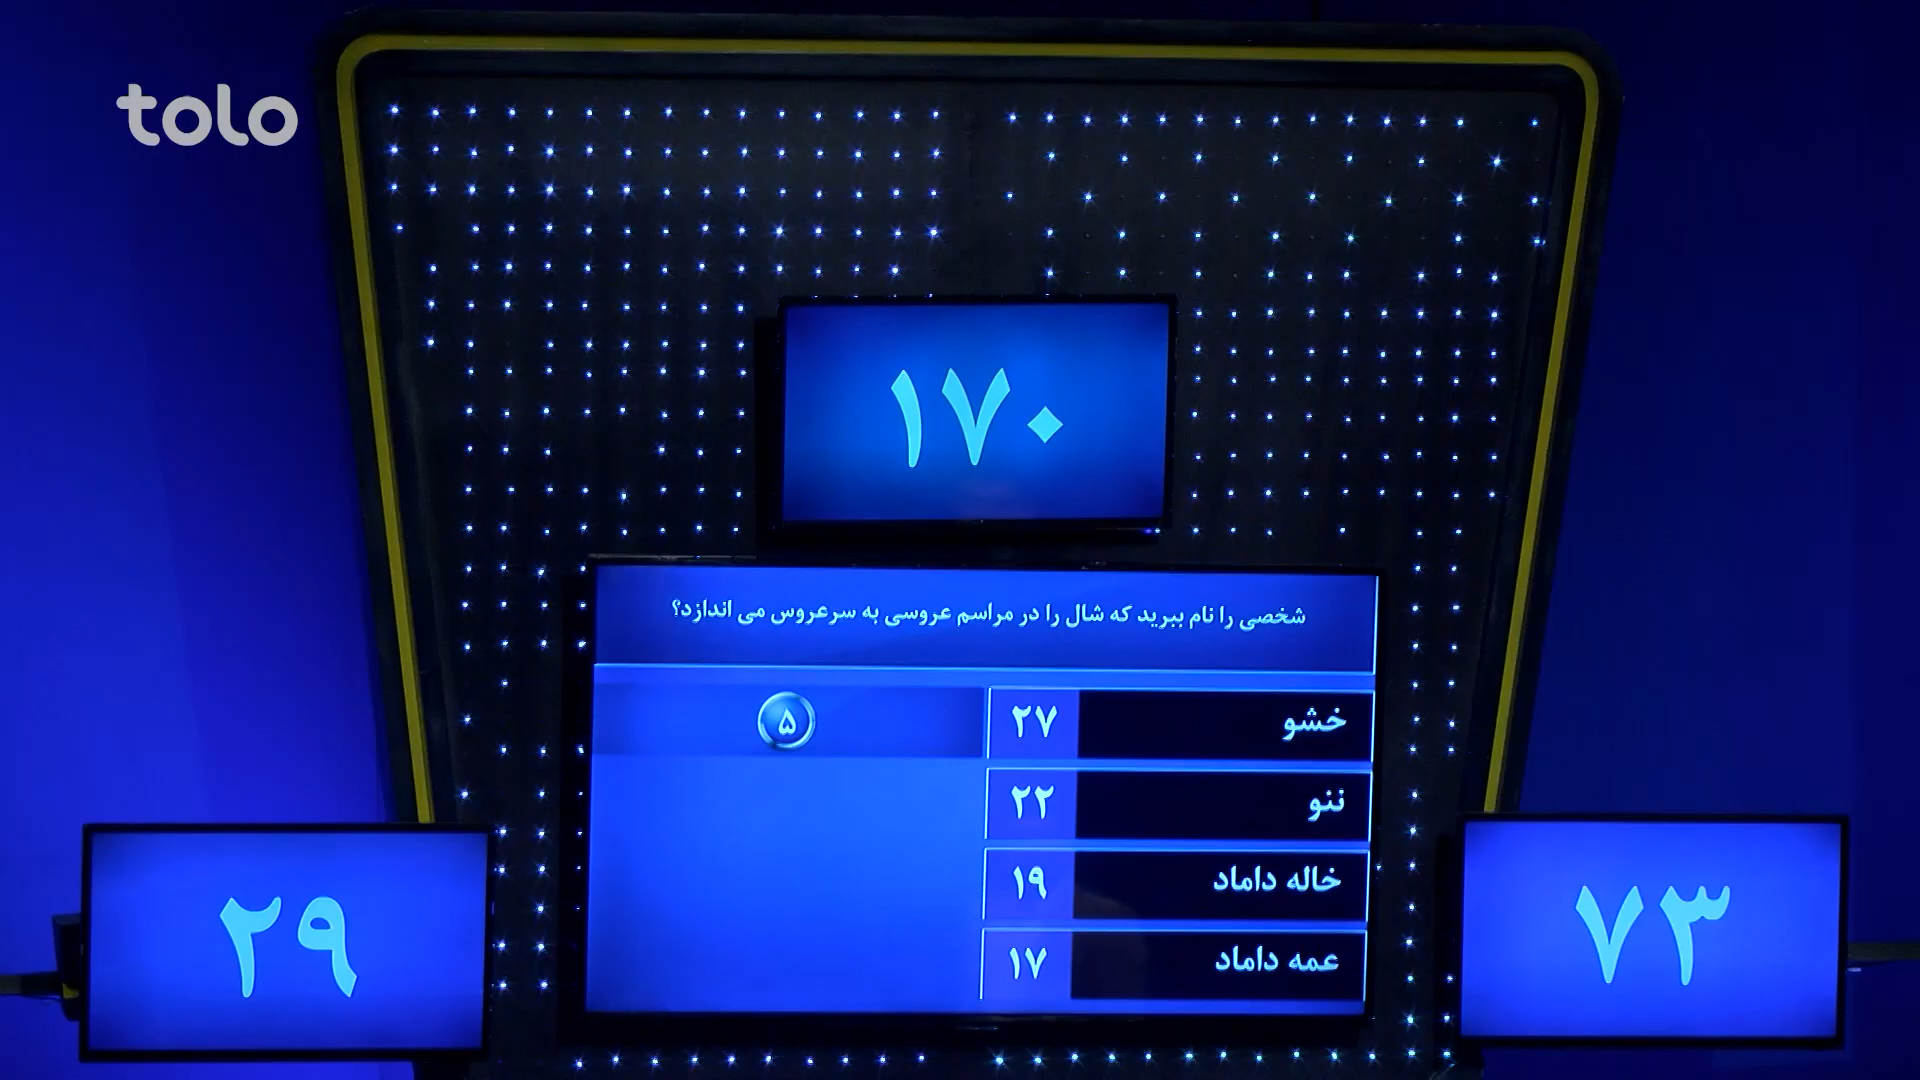 tolo
۱۷۰
شخصی را نام ببرید که شال را در مراسم عروسی به سرعروس می اندازد؟
خشو ۲۷
ننو ۲۲
خاله داماد ۱۹
عمه داماد ۱۷
۵
۲۹
۷۳